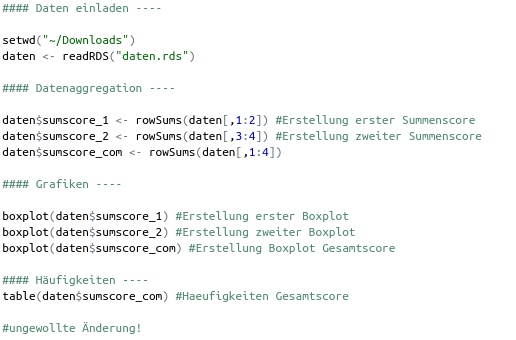 #### Daten einladen ----
setwd("~/Downloads")
daten <- readRDS("daten.rds")
#### Datenaggregation ----
daten$sumscore_1 <- rowSums(daten[,1:2]) #Erstellung erster Summenscore
daten$sumscore_2 <- rowSums(daten[,3:4]) #Erstellung zweiter Summenscore
daten$sumscore_com <- rowSums(daten[,1:4])
#### Grafiken ----
boxplot(daten$sumscore_1) #Erstellung erster Boxplot
boxplot(daten$sumscore_2) #Erstellung zweiter Boxplot
boxplot(daten$sumscore_com) #Erstellung Boxplot Gesamtscore
#### Häufigkeiten ----
table(daten$sumscore_com) #Haeufigkeiten Gesamtscore
#ungewollte Änderung!